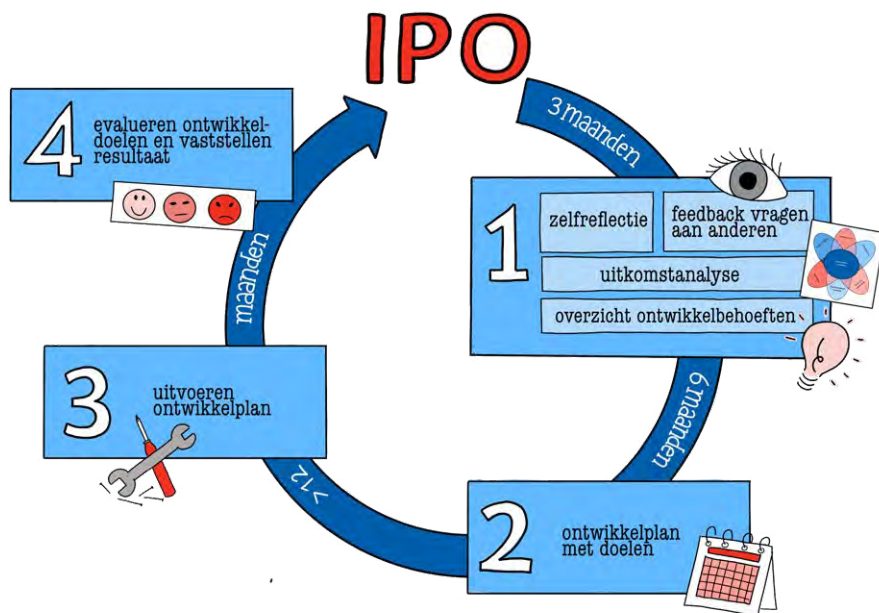 IPO
3 maanden
1
zelfreflectie
feedback vragen
aan anderen
uitkomstanalyse
overzicht ontwikkelbehoeften
6 maanden
2
ontwikkelplan
met doelen
>12
3
uitvoeren
ontwikkelplan
maanden
4
evalueren ontwikkel-
doelen en vaststellen
resultaat